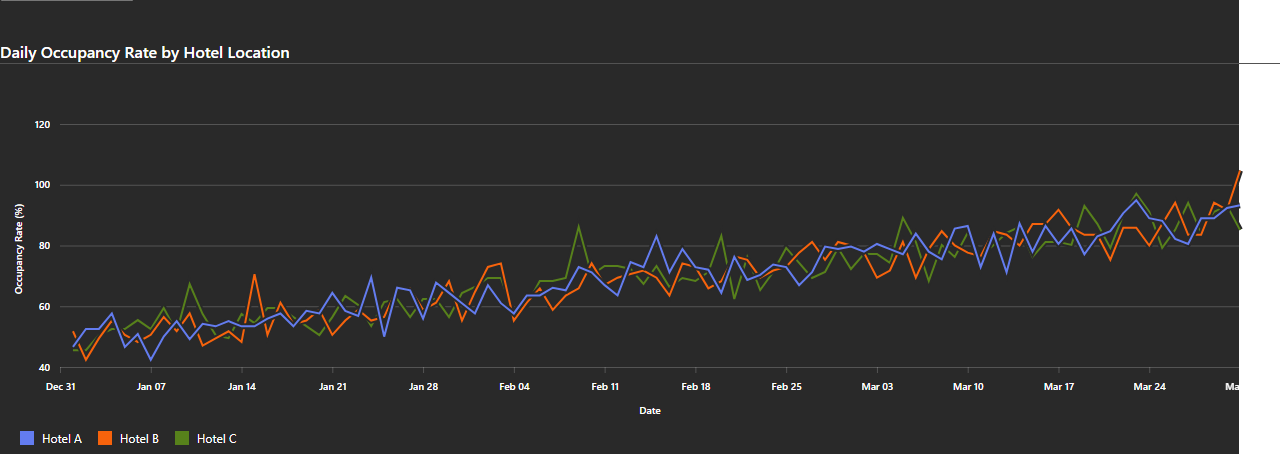 Daily Occupancy Rate by Hotel Location
120
100
80
60
40
Occupancy Rate (%)
Dec 31 Jan 07 Jan 14 Jan 21 Jan 28 Feb 04 Feb 11 Feb 18 Feb 25 Mar 03 Mar 10 Mar 17 Mar 24
Date
Hotel A Hotel B Hotel C